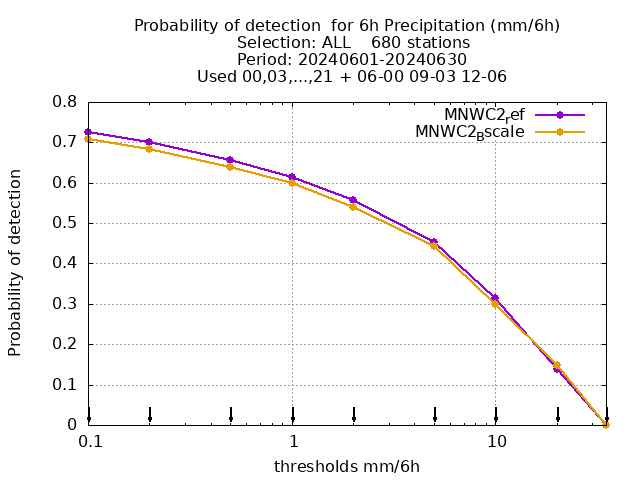 Probability of detection  for 6h Precipitation (mm/6h)
Selection: ALL    680 stations
Period: 20240601-20240630
Used 00,03,...,21 + 06-00 09-03 12-06
MNWC2ref
MNWC2Bscale
0.8
0.7
0.6
0.5
0.4
0.3
0.2
0.1
0
Probability of detection
0.1 1 10
thresholds mm/6h